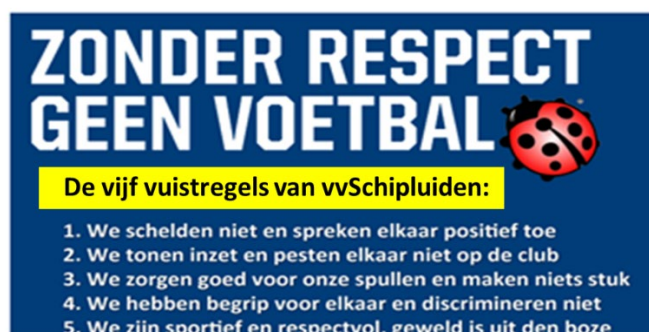 ZONDER RESPECT
GEEN VOETBAL
De vijf vuistregels van vvSchipluiden:
1. We schelden niet en spreken elkaar positief toe
2. We tonen inzet en pesten elkaar niet op de club
3. We zorgen goed voor onze spullen en maken niets stuk
4. We hebben begrip voor elkaar en discrimineren niet
5. We zijn sportief en respectvol, geweld is uit den boze